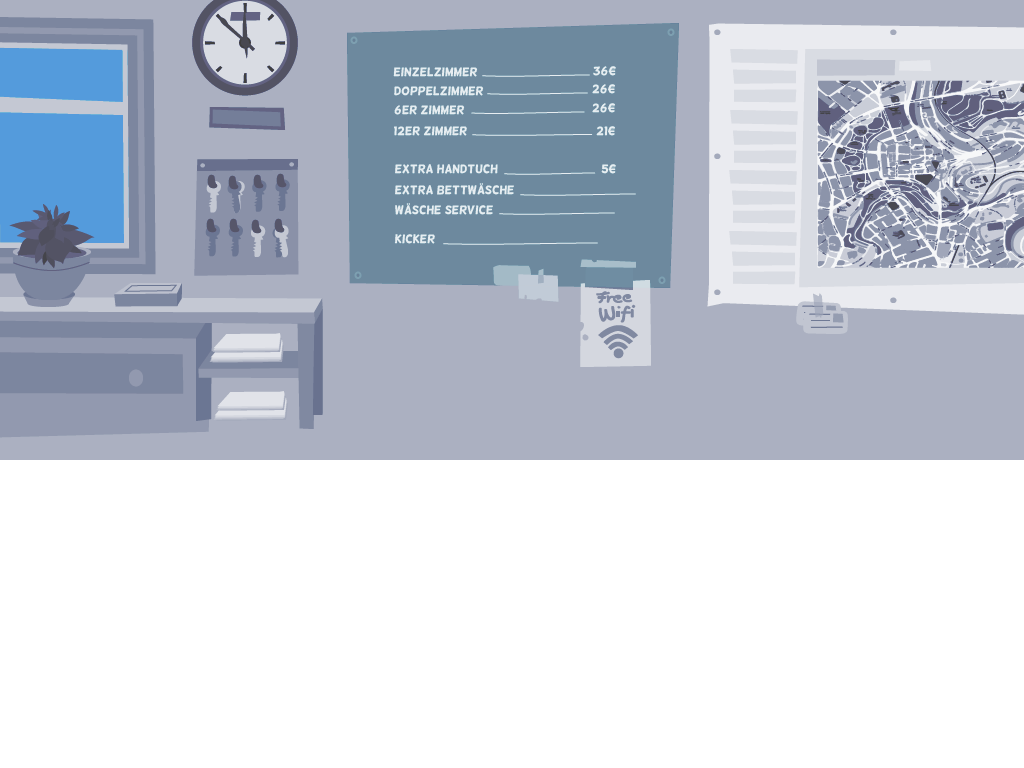 EINZELZIMMER 36€
DOPPELZIMMER 26€
6ER ZIMMER 26€
12ER ZIMMER 21€
EXTRA HANDTUCH 5€
EXTRA BETTWÄSCHE
WÄSCHE SERVICE
KICKER
Free
Wifi